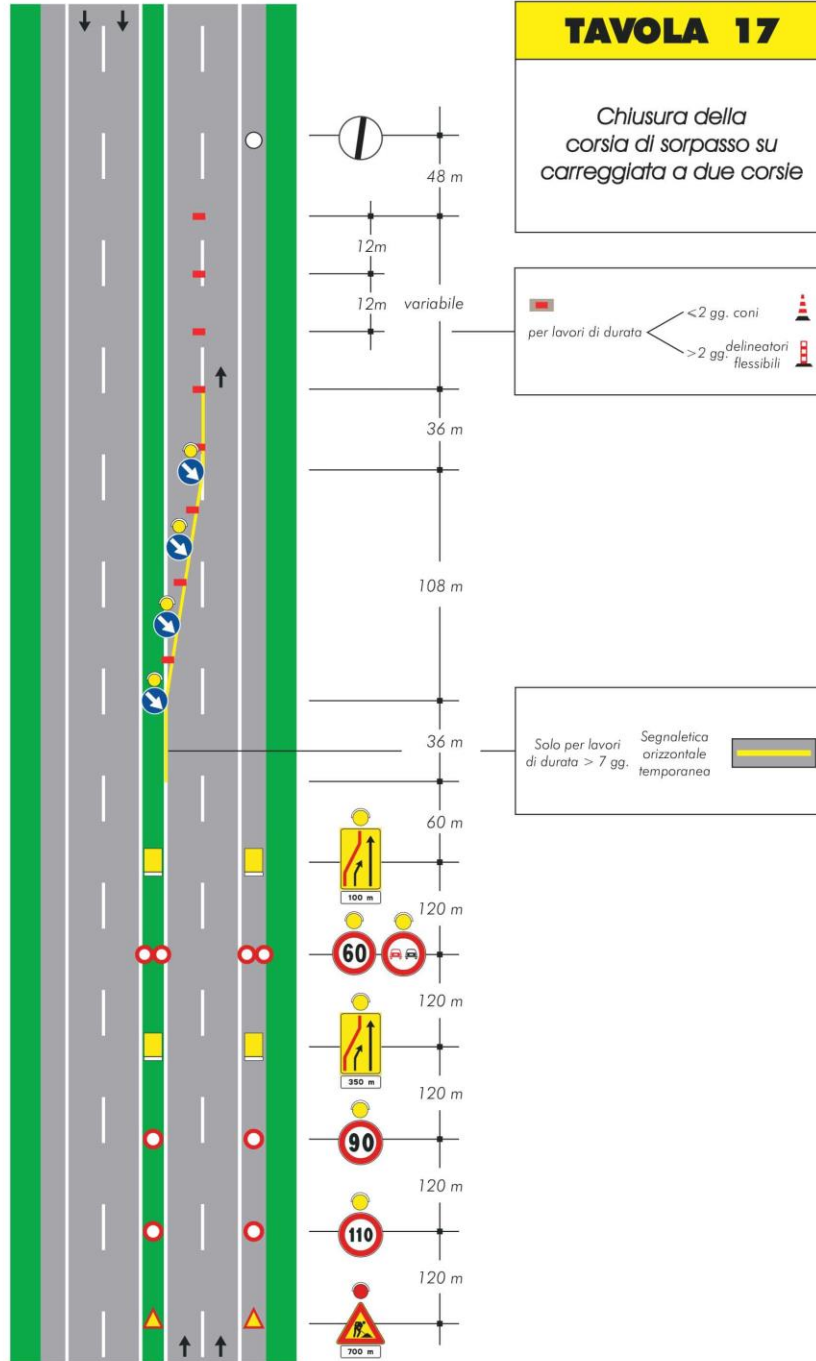 TAVOLA 17
Chiusura della
corsia di sorpasso su
carreggiata a due corsie
48 m
12m
12m
variabile
per lavori di durata
<2 gg. coni
>2 gg. delineatori
flessibili
36 m
108 m
36 m
Solo per lavori
di durata > 7 gg.
Segnaletica
orizzontale
temporanea
60 m
100 m
120 m
60
120 m
350 m
120 m
90
120 m
110
120 m
700 m